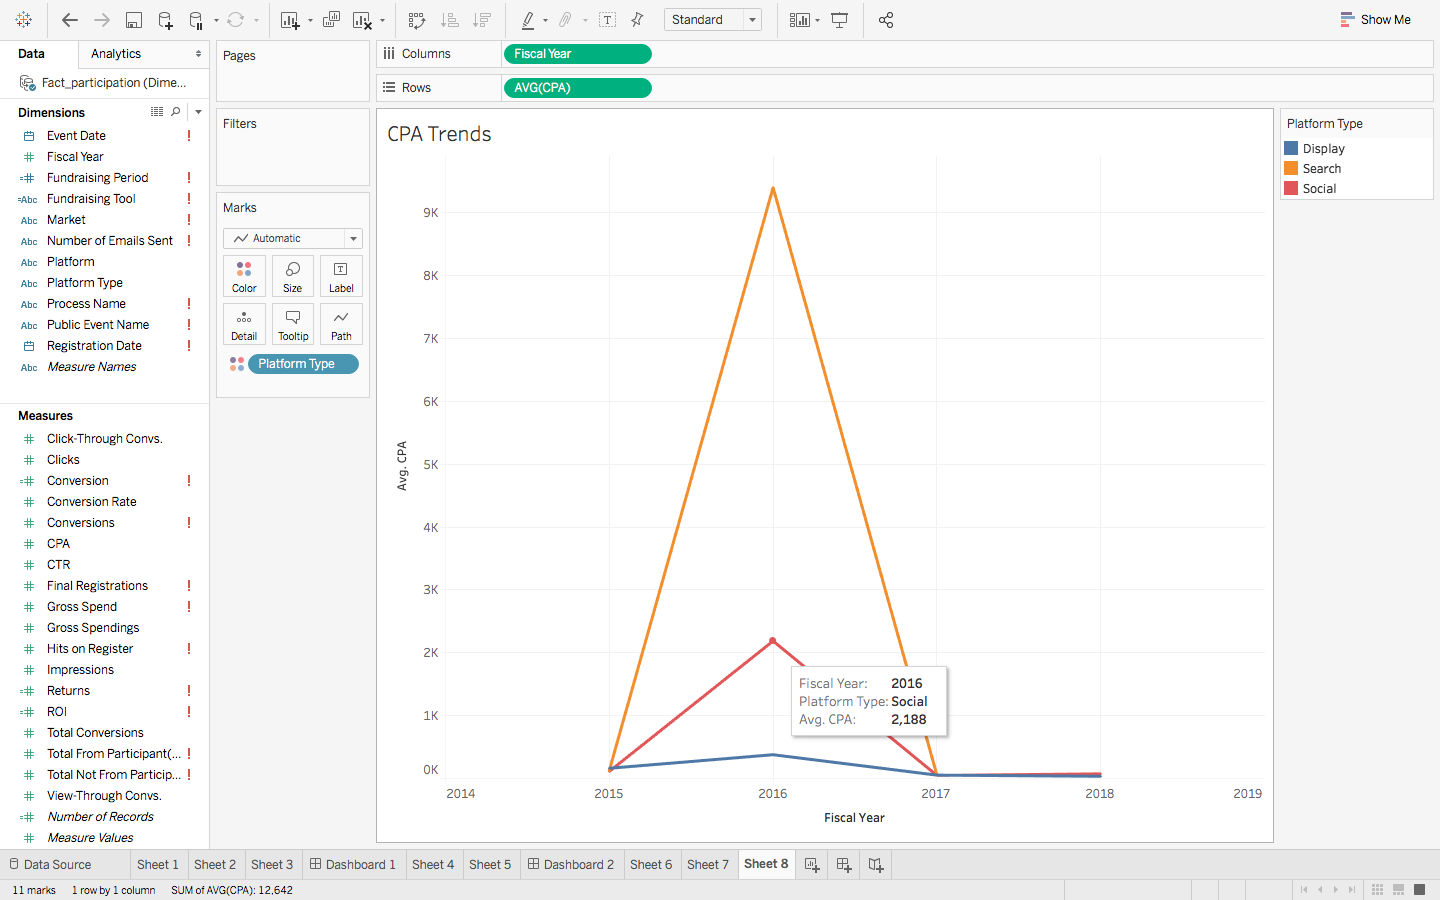 Standard
Show Me
Data
Analytics
Fact_participation (Dime...
Dimensions
Event Date !
Fiscal Year
Fundraising Period !
=Abc Fundraising Tool !
Abc Market !
Abc Number of Emails Sent !
Abc Platform
Abc Platform Type
Abc Process Name !
Abc Public Event Name !
Registration Date !
Abc Measure Names
Measures
Click-Through Convs.
Clicks
Conversion !
Conversion Rate
Conversions !
CPA
CTR
Final Registrations !
Gross Spend !
Gross Spendings
Hits on Register !
Impressions
Returns !
ROI !
Total Conversions
Total From Participant(... !
Total Not From Particip... !
View-Through Convs.
Number of Records
Measure Values
Pages
Filters
Marks
Automatic
Color
Size
Label
Detail
Tooltip
Path
Platform Type
Columns
Fiscal Year
Rows
AVG(CPA)
CPA Trends
9K
8K
7K
6K
5K
4K
3K
2K
1K
0K
Avg. CPA
2014
2015
2016
2017
2018
2019
Fiscal Year
Fiscal Year: 2016
Platform Type: Social
Avg. CPA: 2,188
Platform Type
Display
Search
Social
Data Source
Sheet 1
Sheet 2
Sheet 3
Dashboard 1
Sheet 4
Sheet 5
Dashboard 2
Sheet 6
Sheet 7
Sheet 8
11 marks
1 row by 1 column
SUM of AVG(CPA): 12,642